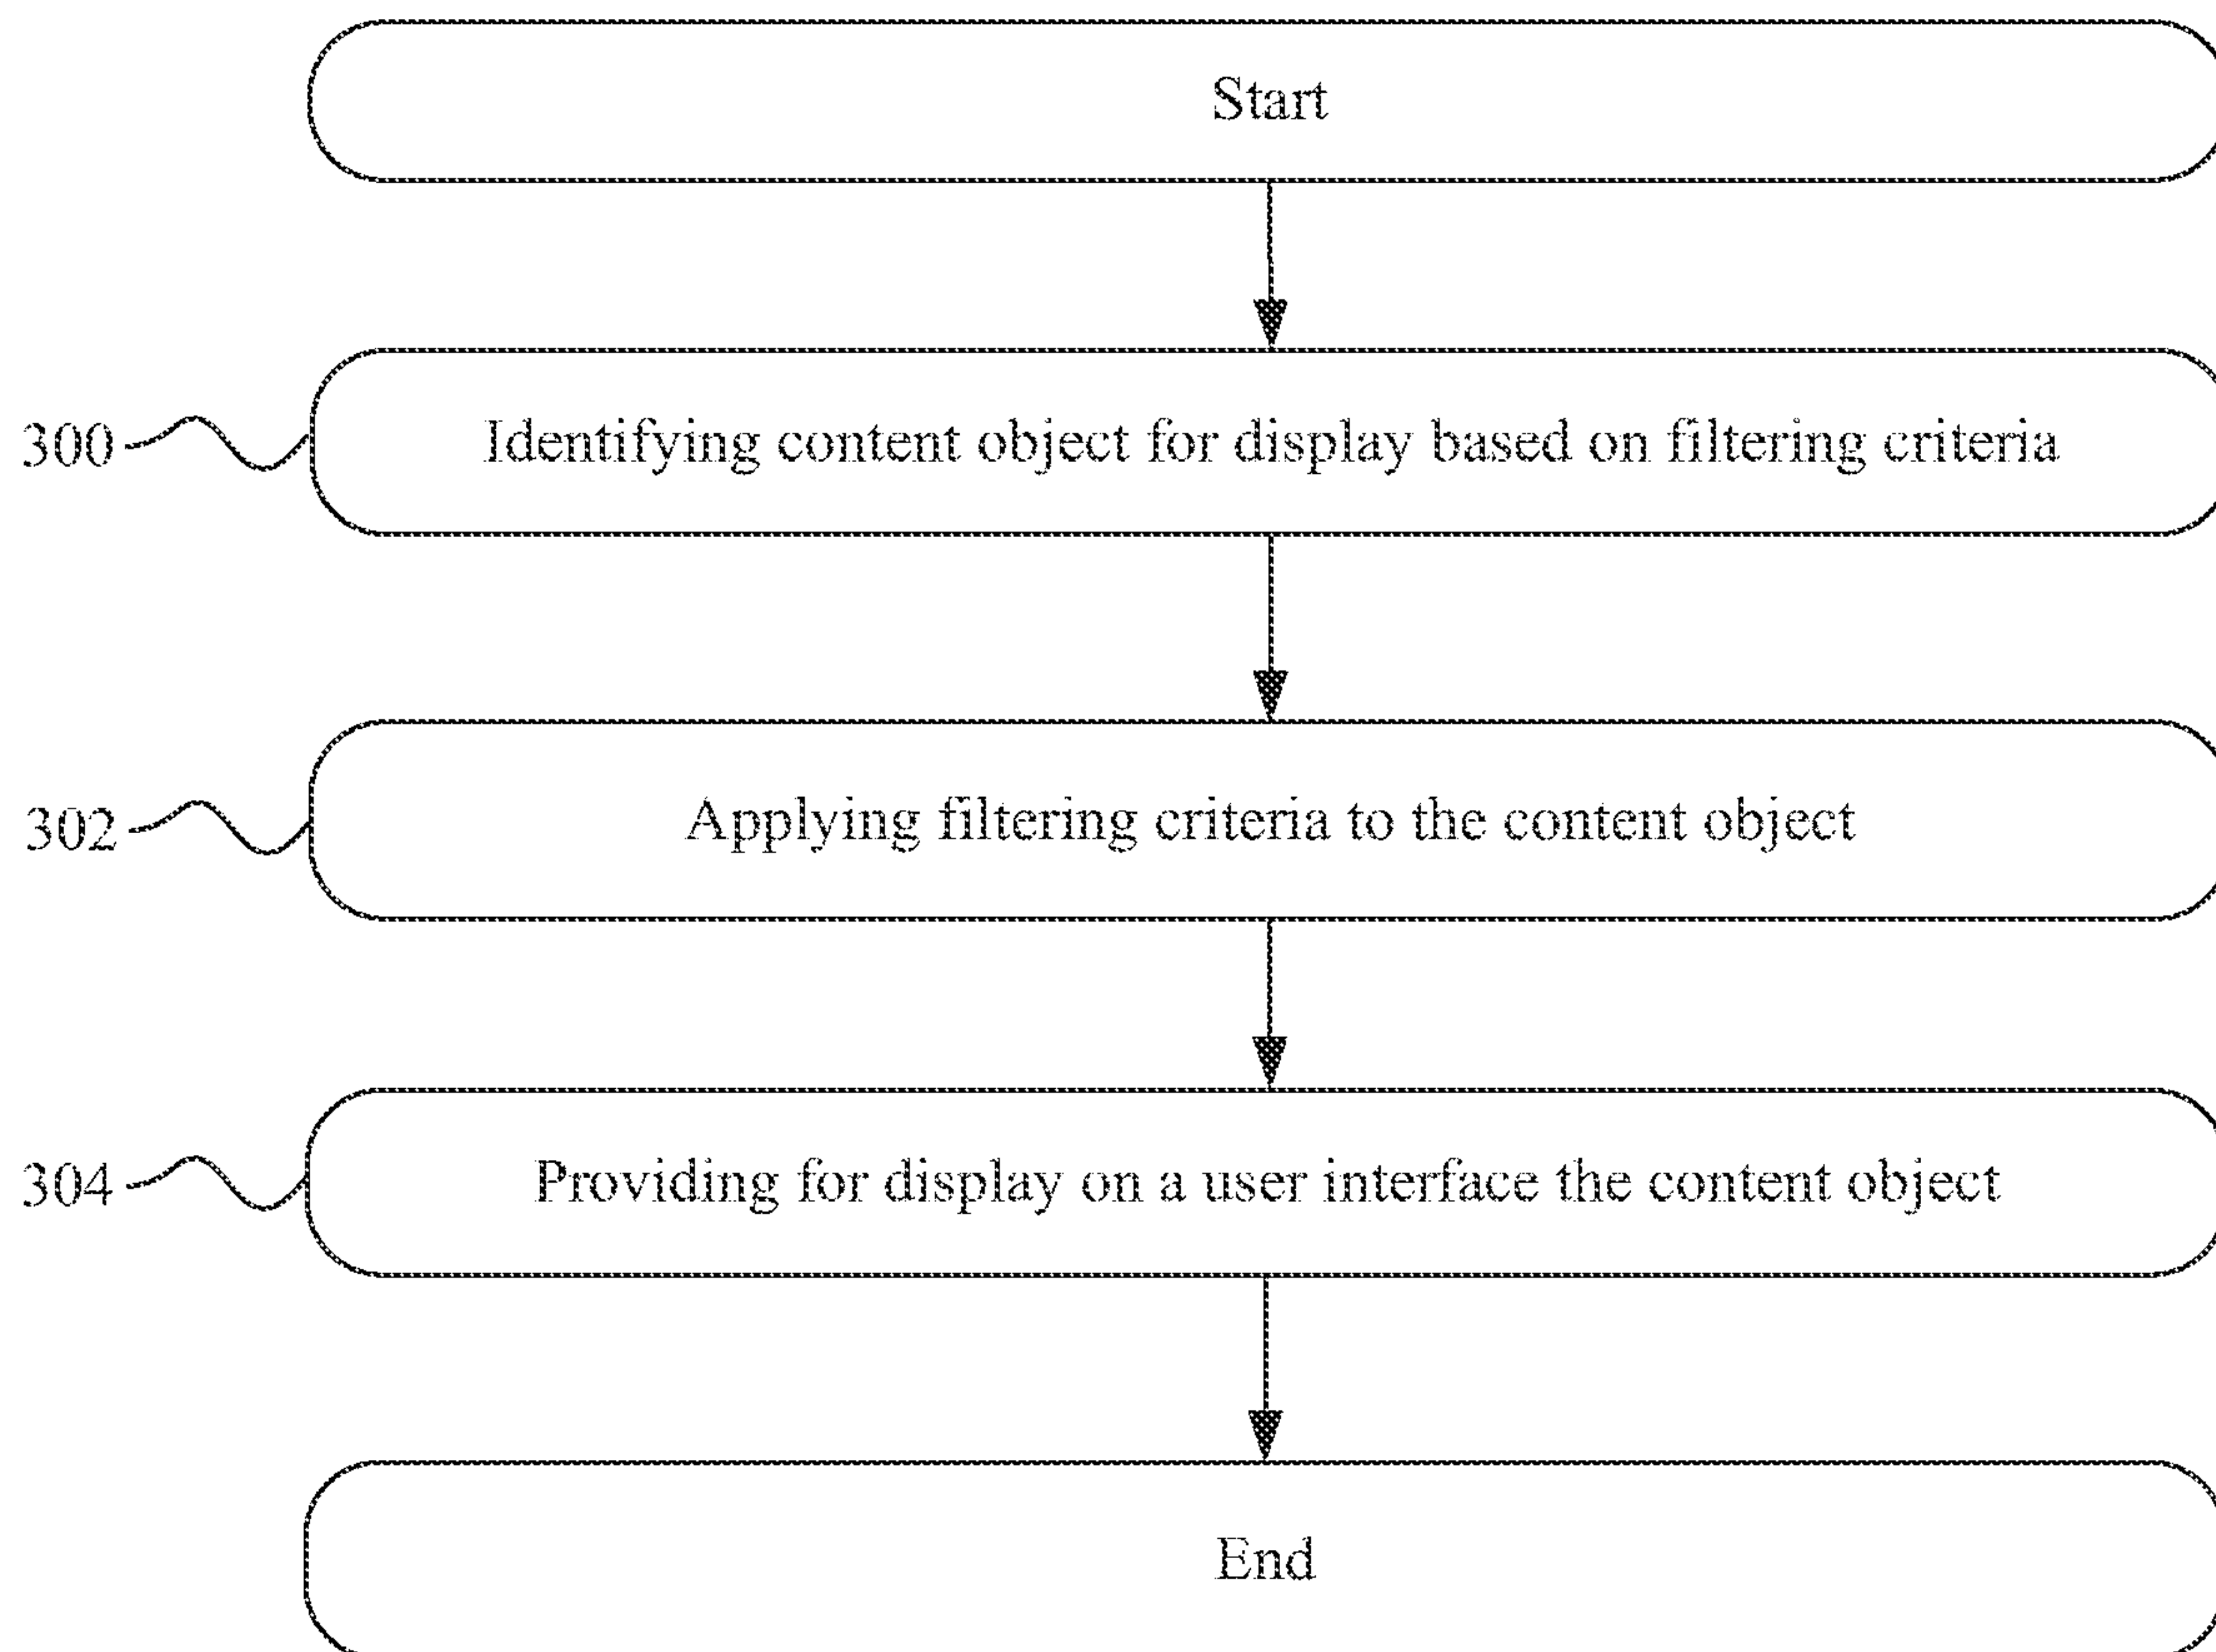 Start
300 Identifying content object for display based on filtering criteria
302 Applying filtering criteria to the content object
304 Providing for display on a user interface the content object
End